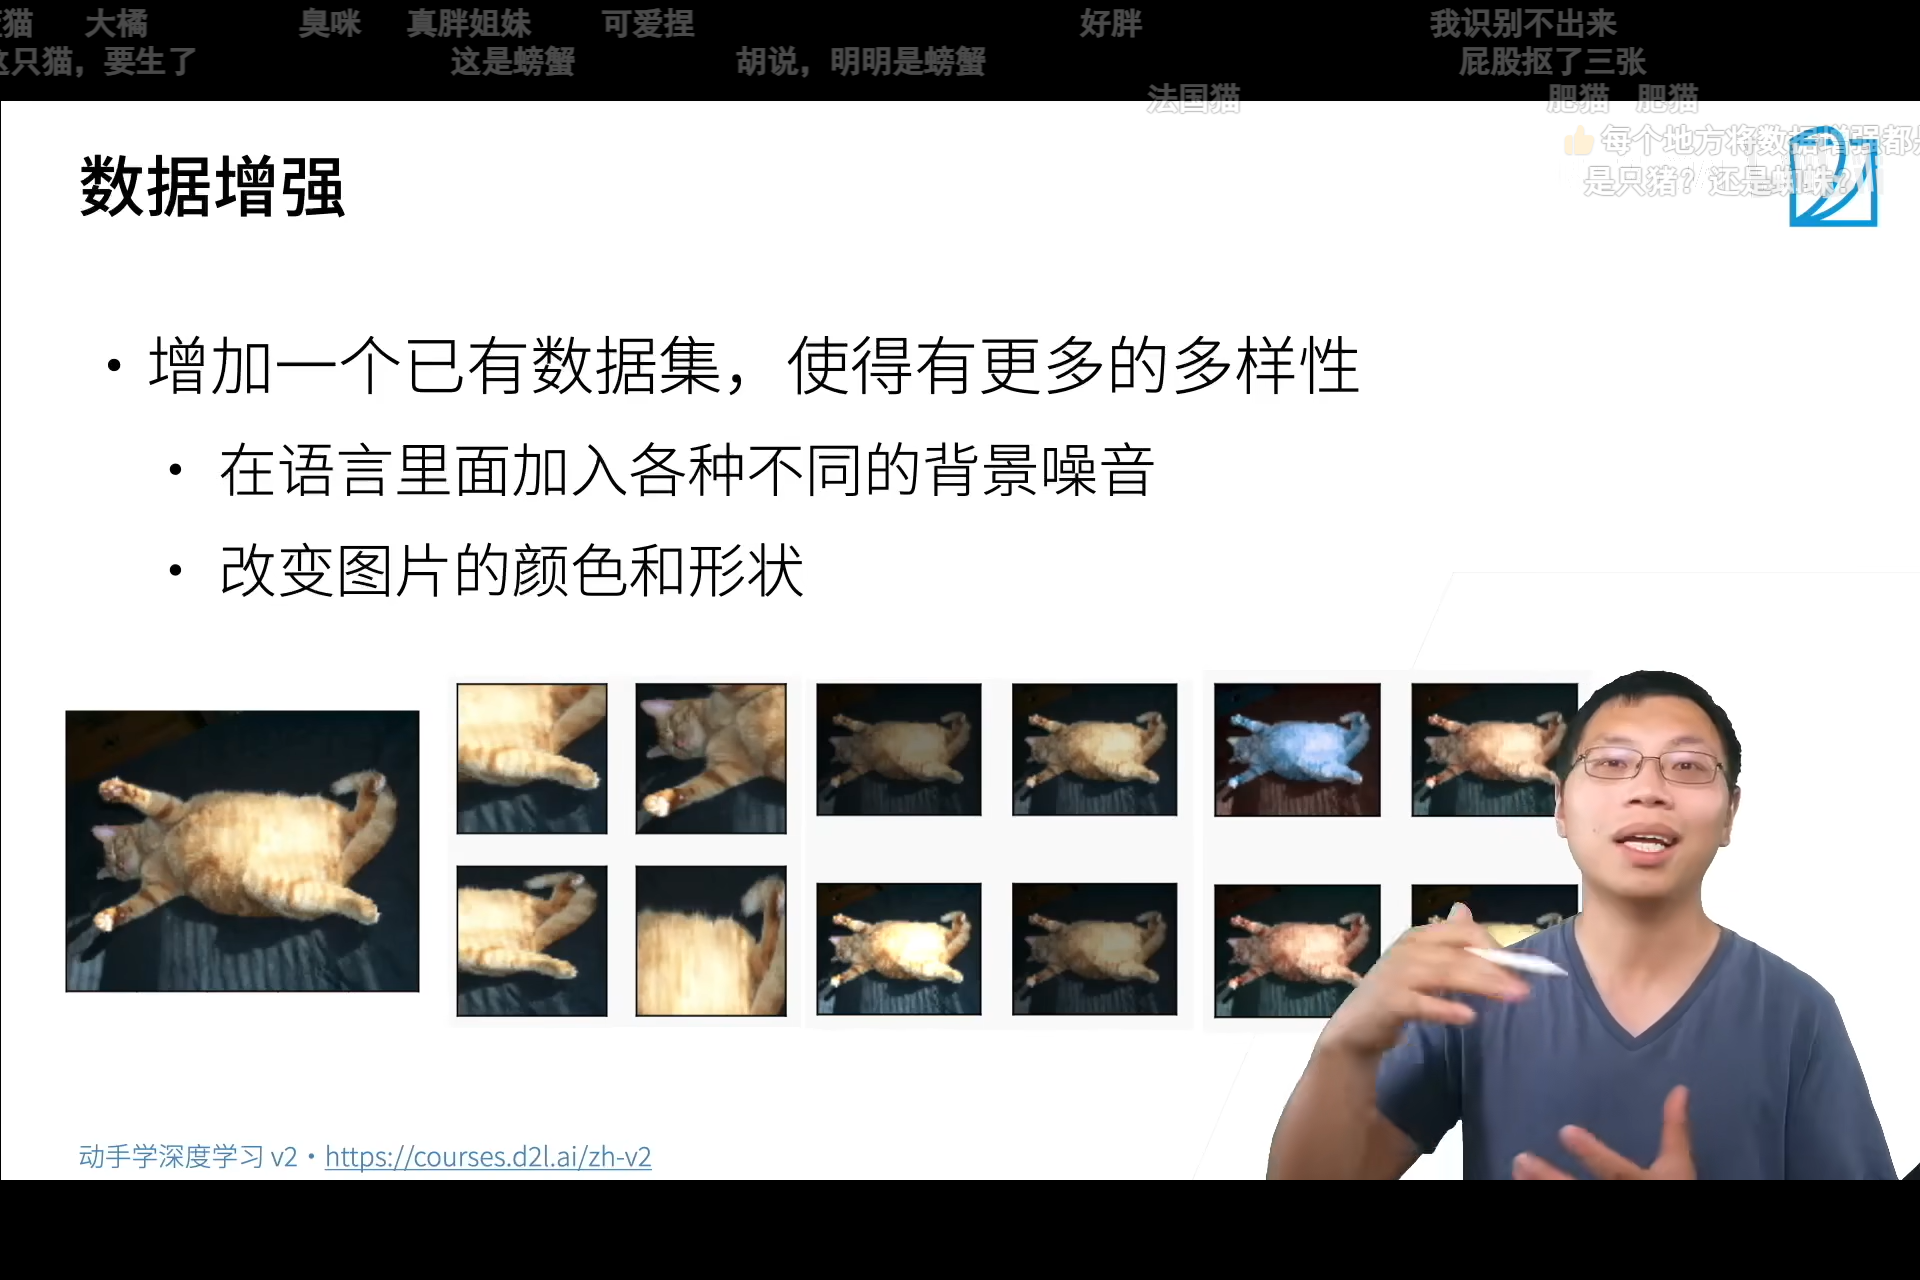 大橘 臭咪 真胖姐妹 可爱捏 好胖 我识别不出来
只猫，要生了 这是螃蟹 胡说，明明是螃蟹 屁股抠了三张
法国猫 肥猫 肥猫
每个地方将数据增强都
是只猪？还是蜘蛛？
数据增强
• 增加一个已有数据集，使得有更多的多样性
• 在语言里面加入各种不同的背景噪音
• 改变图片的颜色和形状
动手学深度学习 v2 • https://courses.d2l.ai/zh-v2